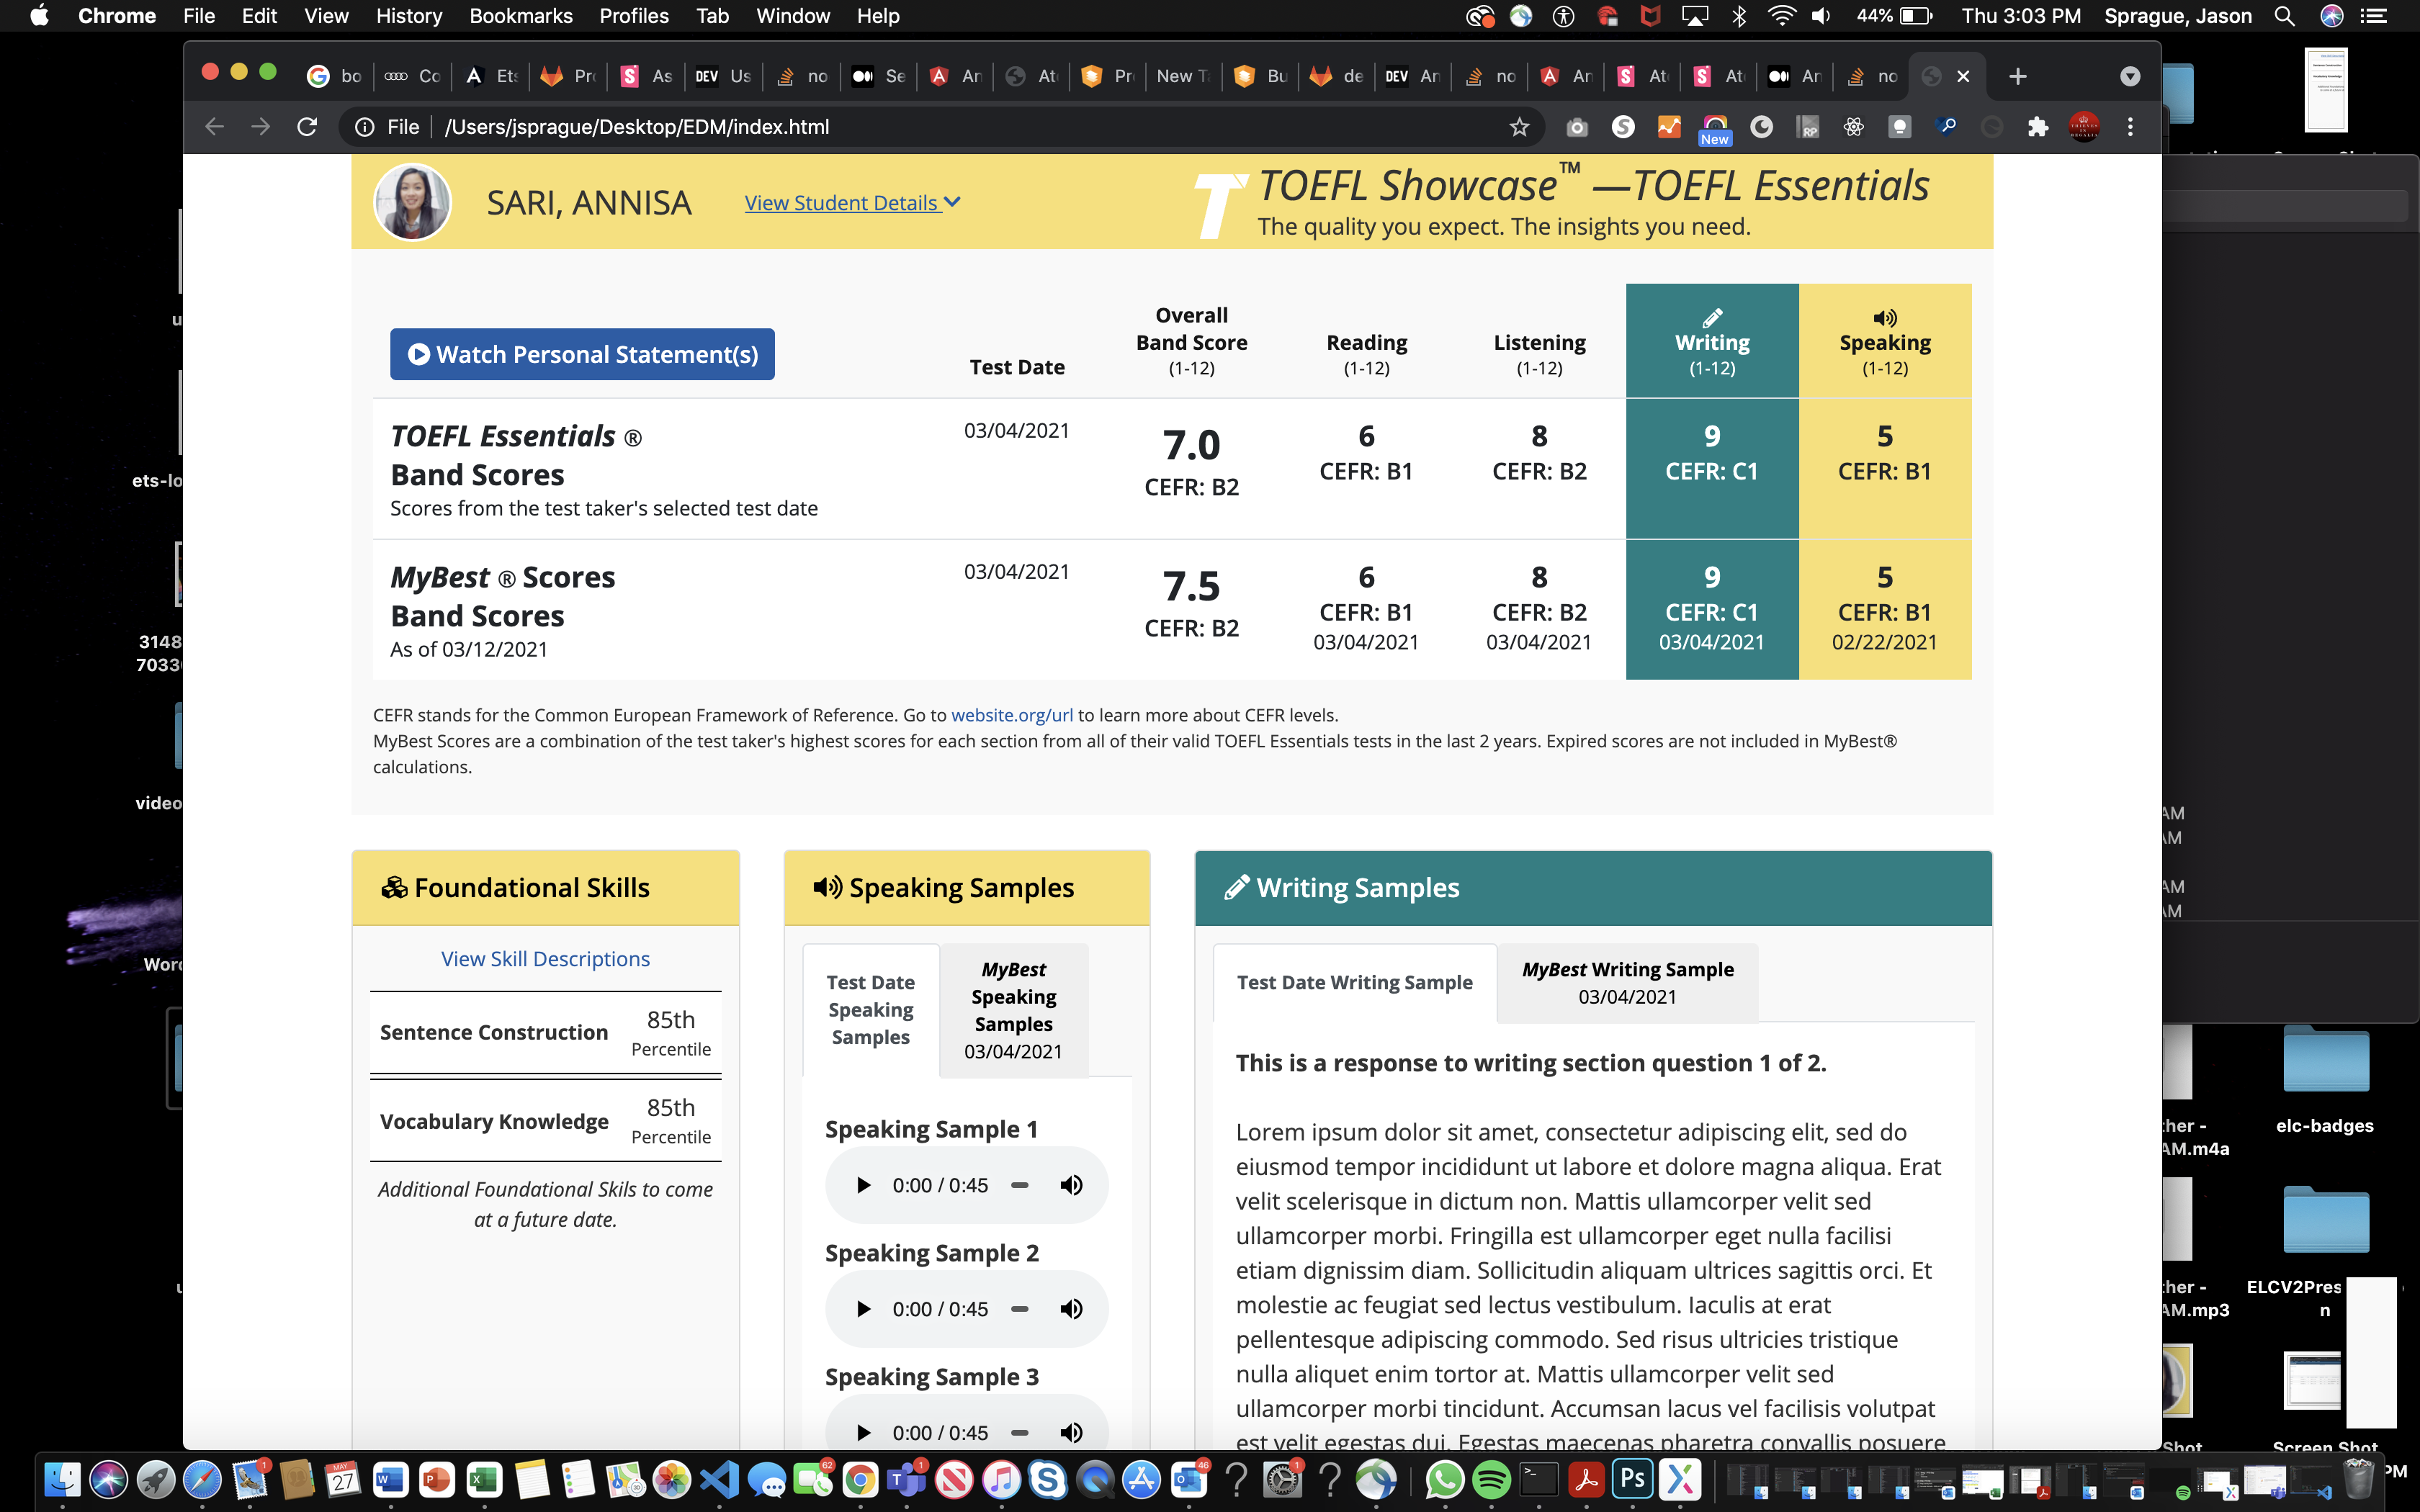 Chrome File Edit View History Bookmarks Profiles Tab Window Help
44% Thu 3:03 PM Sprague, Jason
bo Co Ets Pro As DEV Us no Se An At Pr New T Bu de DEV An no An At At An no
File /Users/jsprague/Desktop/EDM/index.html
New
RP
SARI, ANNISA
View Student Details
TOEFL Showcase™ —TOEFL Essentials
The quality you expect. The insights you need.
Watch Personal Statement(s)
Test Date
Overall
Band Score
(1-12)
Reading
(1-12)
Listening
(1-12)
Writing
(1-12)
Speaking
(1-12)
TOEFL Essentials ®
Band Scores
Scores from the test taker's selected test date
03/04/2021
7.0
CEFR: B2
6
CEFR: B1
8
CEFR: B2
9
CEFR: C1
5
CEFR: B1
MyBest ® Scores
Band Scores
As of 03/12/2021
03/04/2021
7.5
CEFR: B2
6
CEFR: B1
03/04/2021
8
CEFR: B2
03/04/2021
9
CEFR: C1
03/04/2021
5
CEFR: B1
02/22/2021
CEFR stands for the Common European Framework of Reference. Go to website.org/url to learn more about CEFR levels.
MyBest Scores are a combination of the test taker's highest scores for each section from all of their valid TOEFL Essentials tests in the last 2 years. Expired scores are not included in MyBest®
calculations.
Foundational Skills
View Skill Descriptions
Sentence Construction
85th
Percentile
Vocabulary Knowledge
85th
Percentile
Additional Foundational Skils to come
at a future date.
Speaking Samples
Test Date
Speaking
Samples
MyBest
Speaking
Samples
03/04/2021
Speaking Sample 1
0:00 / 0:45
Speaking Sample 2
0:00 / 0:45
Speaking Sample 3
0:00 / 0:45
Writing Samples
Test Date Writing Sample
MyBest Writing Sample
03/04/2021
This is a response to writing section question 1 of 2.
Lorem ipsum dolor sit amet, consectetur adipiscing elit, sed do
eiusmod tempor incididunt ut labore et dolore magna aliqua. Erat
velit scelerisque in dictum non. Mattis ullamcorper velit sed
ullamcorper morbi. Fringilla est ullamcorper eget nulla facilisi
etiam dignissim diam. Sollicitudin aliquam ultrices sagittis orci. Et
molestie ac feugiat sed lectus vestibulum. Iaculis at erat
pellentesque adipiscing commodo. Sed risus ultricies tristique
nulla aliquet enim tortor at. Mattis ullamcorper velit sed
ullamcorper morbi tincidunt. Accumsan lacus vel facilisis volutpat
est velit egestas dui. Egestas maecenas pharetra convallis posuere
ets-lo
3148
7033
video
Word
AM
AM
AM
AM
ther -
AM.m4a
elc-badges
ther -
AM.mp3
ELCV2Pres
n
Shot
Screen Shot
PM
1
MAY
27
62
1
46
1
Ps